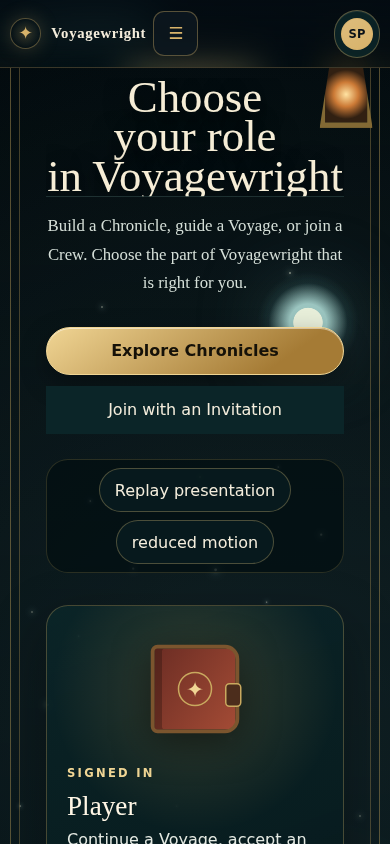 Voyagewright
☰
SP
Choose
your role
in Voyagewright
Build a Chronicle, guide a Voyage, or join a
Crew. Choose the part of Voyagewright that
is right for you.
Explore Chronicles
Join with an Invitation
Replay presentation
reduced motion
SIGNED IN
Player
Continue a Voyage, accept an